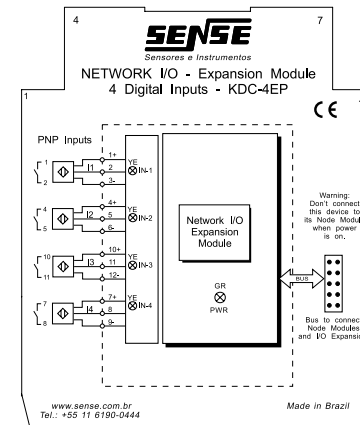 4 7
SENSE
Sensores e Instrumentos
NETWORK I/O - Expansion Module
4 Digital Inputs - KDC-4EP
1
CE
PNP Inputs
1+
1 I1 2 YE IN-1
2 3-
4+
4 I2 5 YE IN-2
5 6-
10+
10 I3 11 YE IN-3
11 12-
7+
7 I4 8 YE IN-4
8 9-
Network I/O
Expansion
Module
GR
PWR
Warning:
Don't connect
this device to
its Node Modul
when power
is on.
BUS
Bus to connec
Node Modules
and I/O Expansio
www.sense.com.br
Tel.: +55 11 6190-0444
Made in Brazil